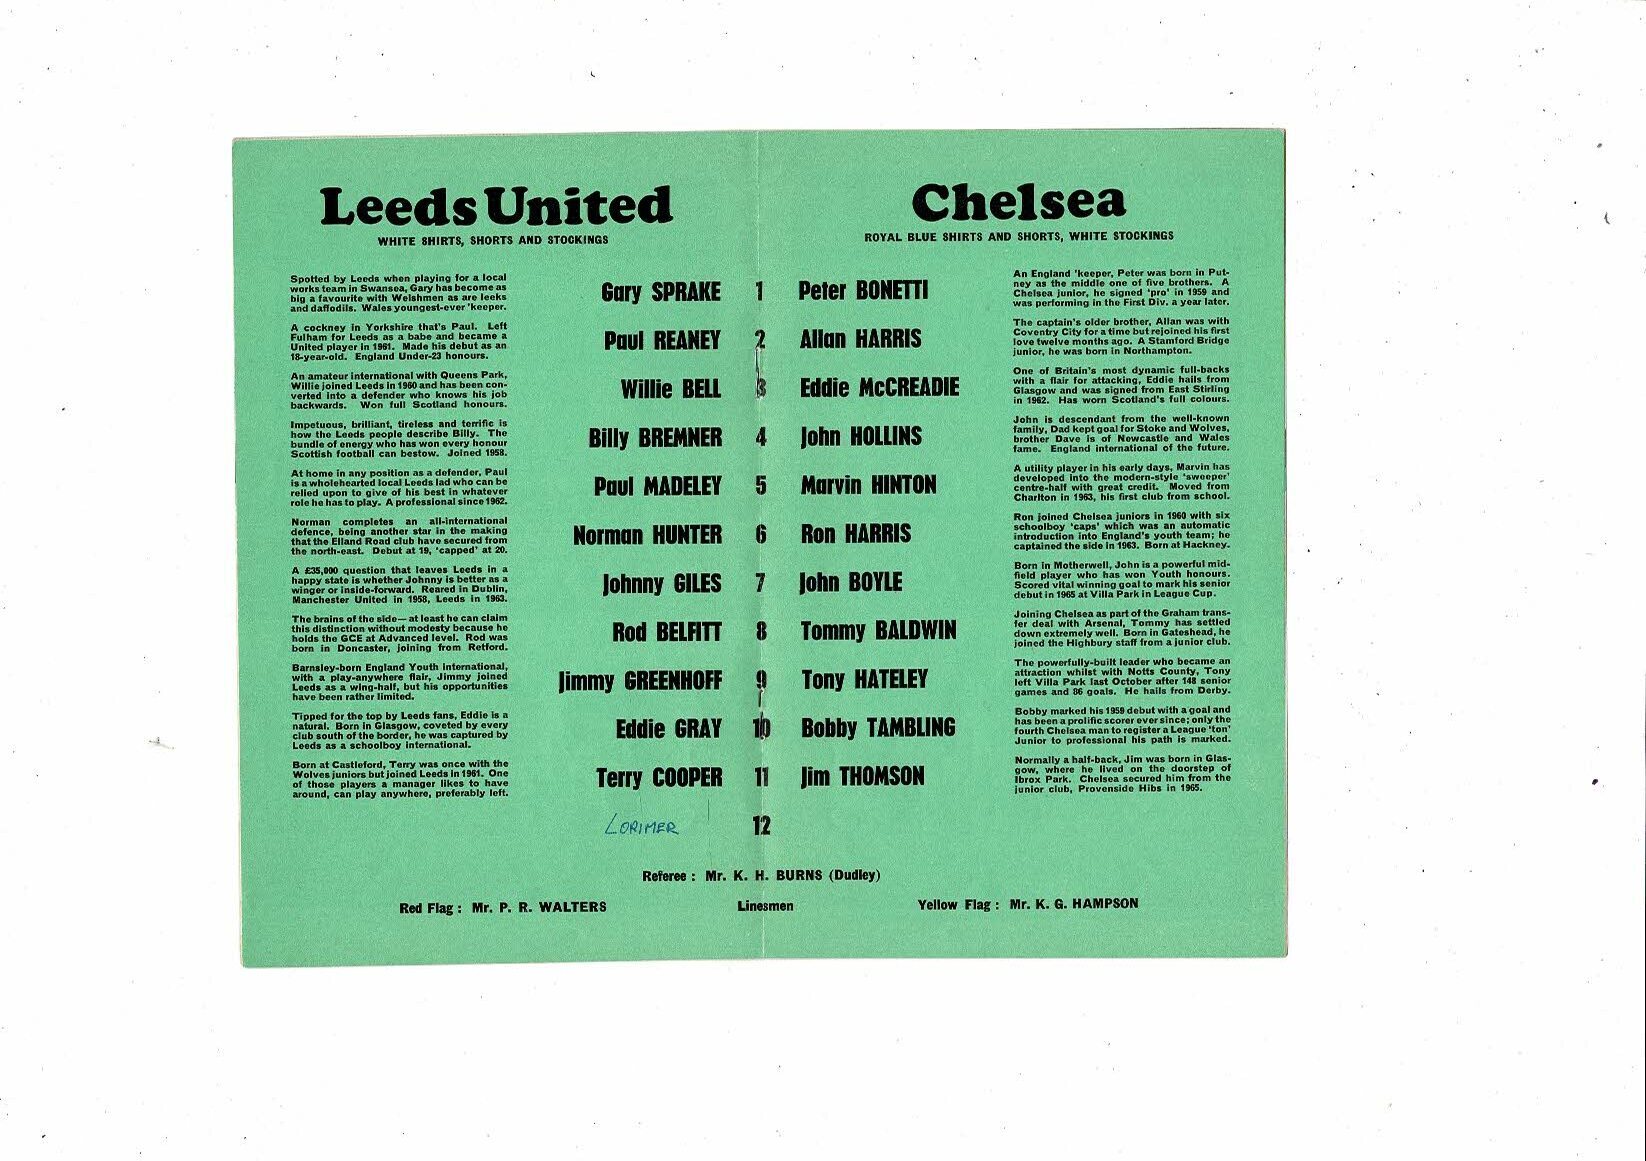 Leeds United
WHITE SHIRTS, SHORTS AND STOCKINGS
Spotted by Leeds when playing for a local
works team in Swansea, Gary has become as
big a favourite with Welshmen as are leeks
and daffodils. Wales youngest-ever 'keeper.
A cockney in Yorkshire that's Paul. Left
Fulham for Leeds as a babe and became a
United player in 1961. Made his debut as an
18-year-old. England Under-23 honours.
An amateur international with Queens Park,
Willie joined Leeds in 1960 and has been con-
verted into a defender who knows his job
backwards. Won full Scotland honours.
Impetuous, brilliant, tireless and terrific is
how the Leeds people describe Billy. The
bundle of energy who has won every honour
Scottish football can bestow. Joined 1958.
At home in any position as a defender, Paul
is a wholehearted local Leeds lad who can be
relied upon to give of his best in whatever
role he has to play. A professional since 1962.
Norman completes an all-international
defence, being another star in the making
that the Elland Road club have secured from
the north-east. Debut at 19, 'capped' at 20.
A £35,000 question that leaves Leeds in a
happy state is whether Johnny is better as a
winger or inside-forward. Reared in Dublin,
Manchester United in 1958, Leeds in 1963.
The brains of the side—at least he can claim
this distinction without modesty because he
holds the GCE at Advanced level. Rod was
born in Doncaster, joining from Retford.
Barnsley-born England Youth International,
with a play-anywhere flair, Jimmy joined
Leeds as a wing-half, but his opportunities
have been rather limited.
Tipped for the top by Leeds fans, Eddie is a
natural. Born in Glasgow, coveted by every
club south of the border, he was captured by
Leeds as a schoolboy international.
Born at Castleford, Terry was once with the
Wolves juniors but joined Leeds in 1961. One
of those players a manager likes to have
around, can play anywhere, preferably left.
Chelsea
ROYAL BLUE SHIRTS AND SHORTS, WHITE STOCKINGS
Gary SPRAKE 1 Peter BONETTI
Paul REANEY 2 Allan HARRIS
Willie BELL 3 Eddie McCREADIE
Billy BREMNER 4 John HOLLINS
Paul MADELEY 5 Marvin HINTON
Norman HUNTER 6 Ron HARRIS
Johnny GILES 7 John BOYLE
Rod BELFITT 8 Tommy BALDWIN
Jimmy GREENHOFF 9 Tony HATELEY
Eddie GRAY 10 Bobby TAMBLING
Terry COOPER 11 Jim THOMSON
LORIMER 12
An England 'keeper, Peter was born in Put-
ney as the middle one of five brothers. A
Chelsea junior, he signed 'pro' in 1959 and
was performing in the First Div. a year later.
The captain's older brother, Allan was with
Coventry City for a time but rejoined his first
love twelve months ago. A Stamford Bridge
junior, he was born in Northampton.
One of Britain's most dynamic full-backs
with a flair for attacking, Eddie hails from
Glasgow and was signed from East Stirling
in 1962. Has worn Scotland's full colours.
John is descendant from the well-known
family, Dad kept goal for Stoke and Wolves,
brother Dave is of Newcastle and Wales
fame. England international of the future.
A utility player in his early days, Marvin has
developed into the modern-style 'sweeper'
centre-half with great credit. Moved from
Charlton in 1963, his first club from school.
Ron joined Chelsea juniors in 1960 with six
schoolboy 'caps' which was an automatic
introduction into England's youth team; he
captained the side in 1963. Born at Hackney.
Born in Motherwell, John is a powerful mid-
field player who has won Youth honours.
Scored vital winning goal to mark his senior
debut in 1965 at Villa Park in League Cup.
Joining Chelsea as part of the Graham trans-
fer deal with Arsenal, Tommy has settled
down extremely well. Born in Gateshead, he
joined the Highbury staff from a junior club.
The powerfully-built leader who became an
attraction whilst with Notts County, Tony
left Villa Park last October after 148 senior
games and 86 goals. He hails from Derby.
Bobby marked his 1959 debut with a goal and
has been a prolific scorer ever since; only the
fourth Chelsea man to register a League 'ton'
Junior to professional his path is marked.
Normally a half-back, Jim was born in Glas-
gow, where he lived on the doorstep of
Ibrox Park. Chelsea secured him from the
junior club, Provenside Hibs in 1965.
Referee : Mr. K. H. BURNS (Dudley)
Red Flag : Mr. P. R. WALTERS Linesmen Yellow Flag : Mr. K. G. HAMPSON